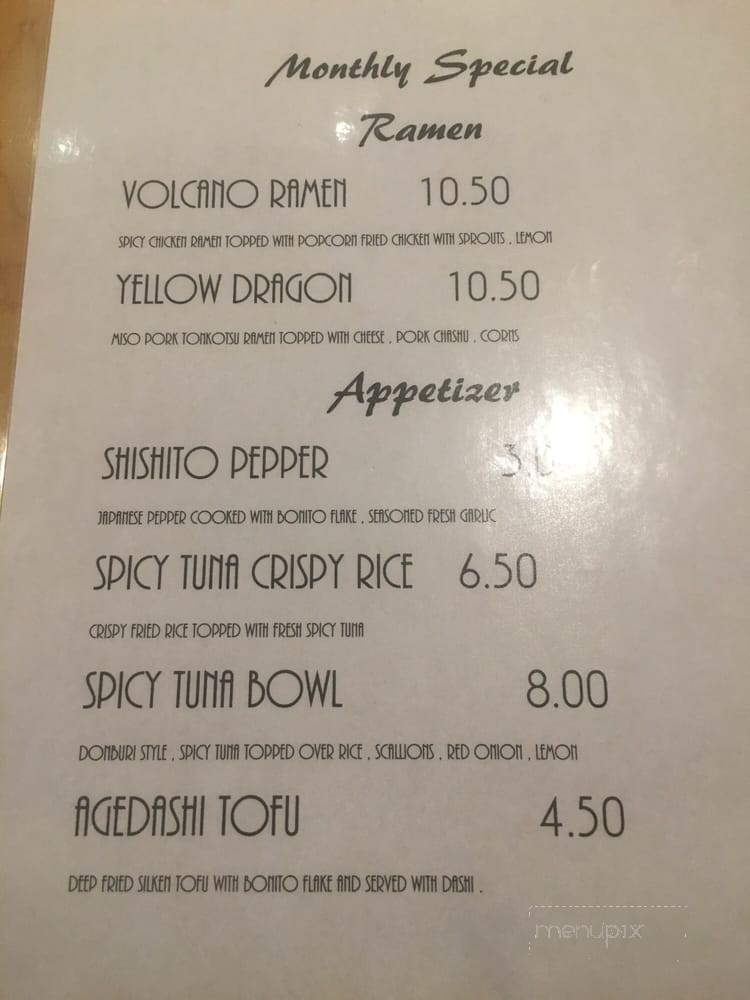 Monthly Special
Ramen
VOLCANO RAMEN 10.50
SPICY CHICKEN RAMEN TOPPED WITH POPCORN FRIED CHICKEN WITH SPROUTS , LEMON
YELLOW DRAGON 10.50
MISO PORK TONKOTSU RAMEN TOPPED WITH CHEESE , PORK CHASHU , CORNS
Appetizer
SHISHITO PEPPER
JAPANESE PEPPER COOKED WITH BONITO FLAKE , SEASONED FRESH GARLIC
SPICY TUNA CRISPY RICE 6.50
CRISPY FRIED RICE TOPPED WITH FRESH SPICY TUNA
SPICY TUNA BOWL 8.00
DONBURI STYLE , SPICY TUNA TOPPED OVER RICE , SCALLIONS , RED ONION , LEMON
AGEDASHI TOFU 4.50
DEEP FRIED SILKEN TOFU WITH BONITO FLAKE AND SERVED WITH DASHI .
menupix